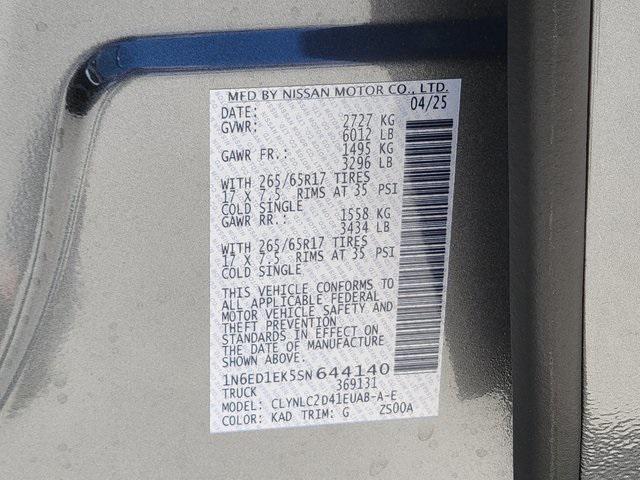 MFD BY NISSAN MOTOR CO., LTD.
DATE: 04/25
GVWR: 2727 KG
6012 LB
GAWR FR.: 1495 KG
3296 LB
WITH 265/65R17 TIRES
17 X 7.5 RIMS AT 35 PSI
COLD SINGLE
GAWR RR.: 1558 KG
3434 LB
WITH 265/65R17 TIRES
17 X 7.5 RIMS AT 35 PSI
COLD SINGLE
THIS VEHICLE CONFORMS TO
ALL APPLICABLE FEDERAL
MOTOR VEHICLE SAFETY AND
THEFT PREVENTION
STANDARDS IN EFFECT ON
THE DATE OF MANUFACTURE
SHOWN ABOVE.
1N6ED1EK5SN644140
TRUCK 369131
MODEL: CLYNLC2D41EUAB-A-E
COLOR: KAD TRIM: G ZS00A